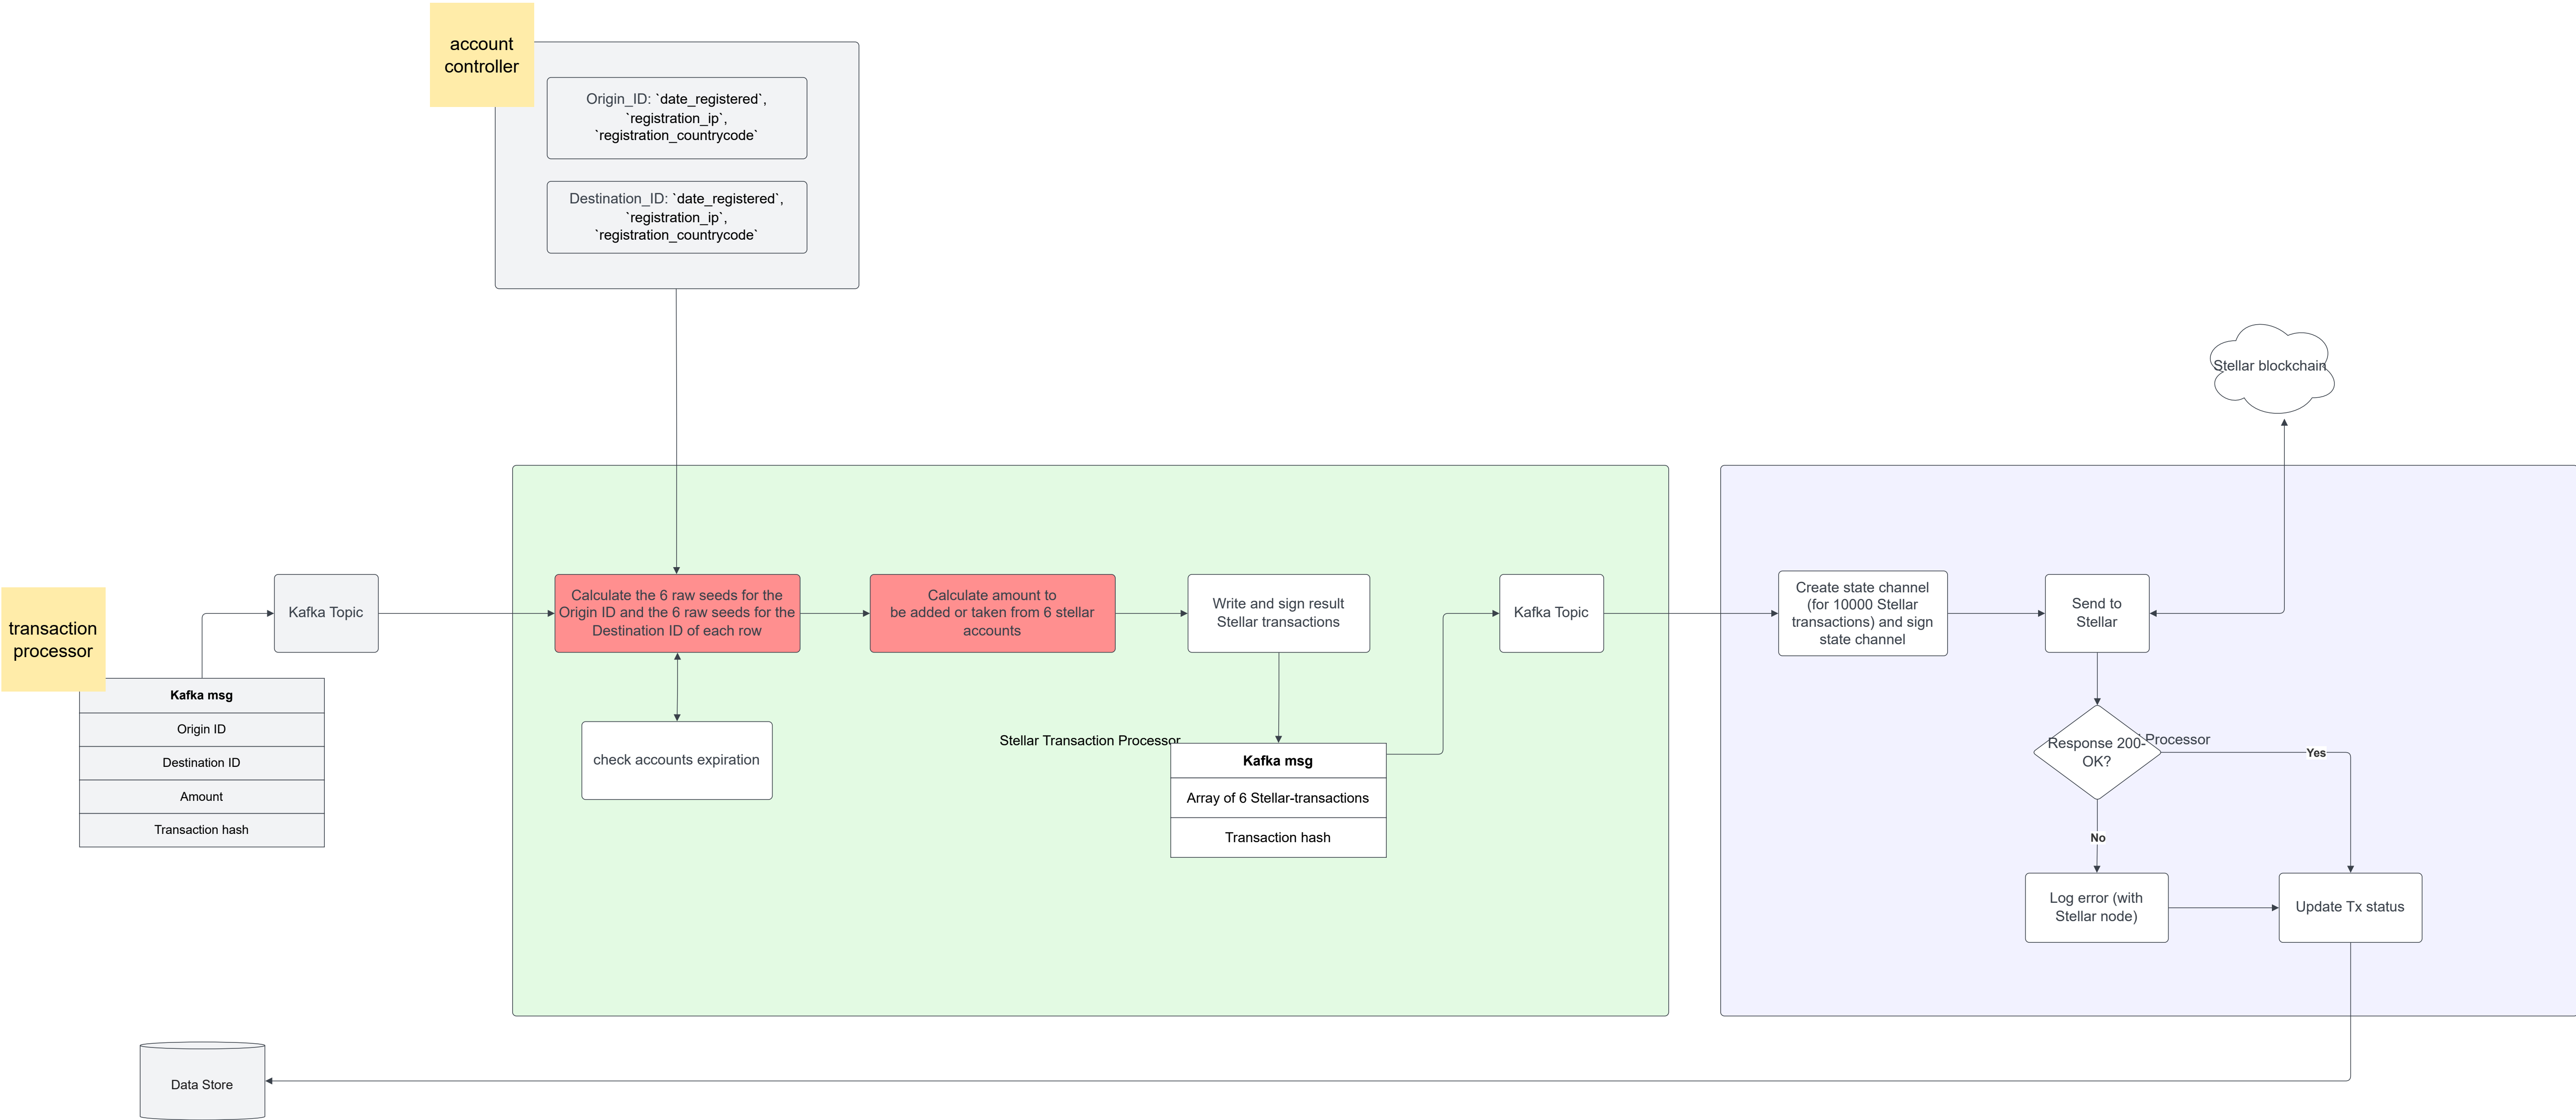 account
controller
Origin_ID: `date_registered`,
`registration_ip`,
`registration_countrycode`
Destination_ID: `date_registered`,
`registration_ip`,
`registration_countrycode`
Stellar blockchain
transaction
processor
Kafka Topic
Kafka msg
Origin ID
Destination ID
Amount
Transaction hash
Calculate the 6 raw seeds for the
Origin ID and the 6 raw seeds for the
Destination ID of each row
check accounts expiration
Calculate amount to
be added or taken from 6 stellar
accounts
Write and sign result
Stellar transactions
Stellar Transaction Processor
Kafka msg
Array of 6 Stellar-transactions
Transaction hash
Kafka Topic
Create state channel
(for 10000 Stellar
transactions) and sign
state channel
Send to
Stellar
Response 200-
OK?
Processor
Yes
No
Log error (with
Stellar node)
Update Tx status
Data Store